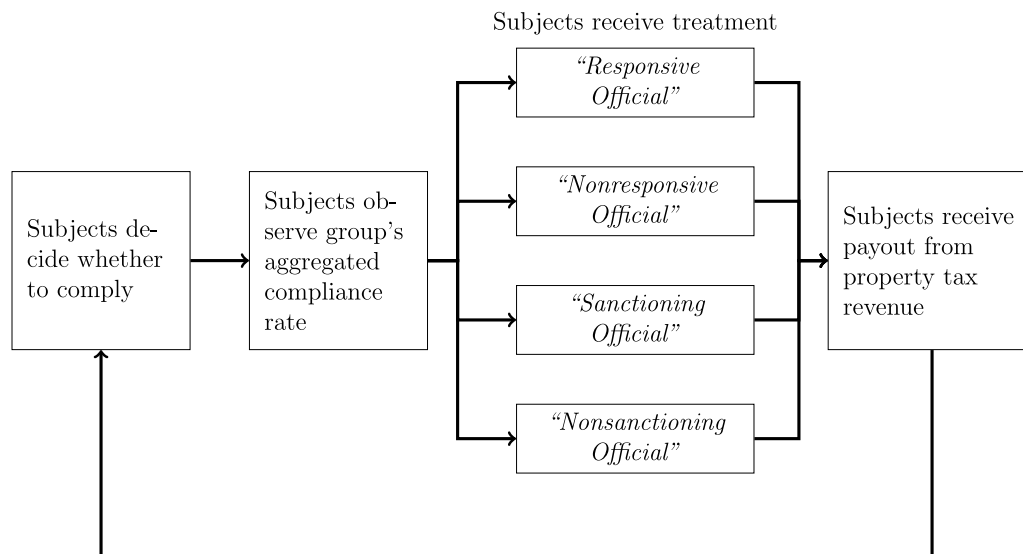 Subjects receive treatment
“Responsive
Official”
“Nonresponsive
Official”
“Sanctioning
Official”
“Nonsanctioning
Official”
Subjects de-
cide whether
to comply
Subjects ob-
serve group’s
aggregated
compliance
rate
Subjects receive
payout from
property tax
revenue